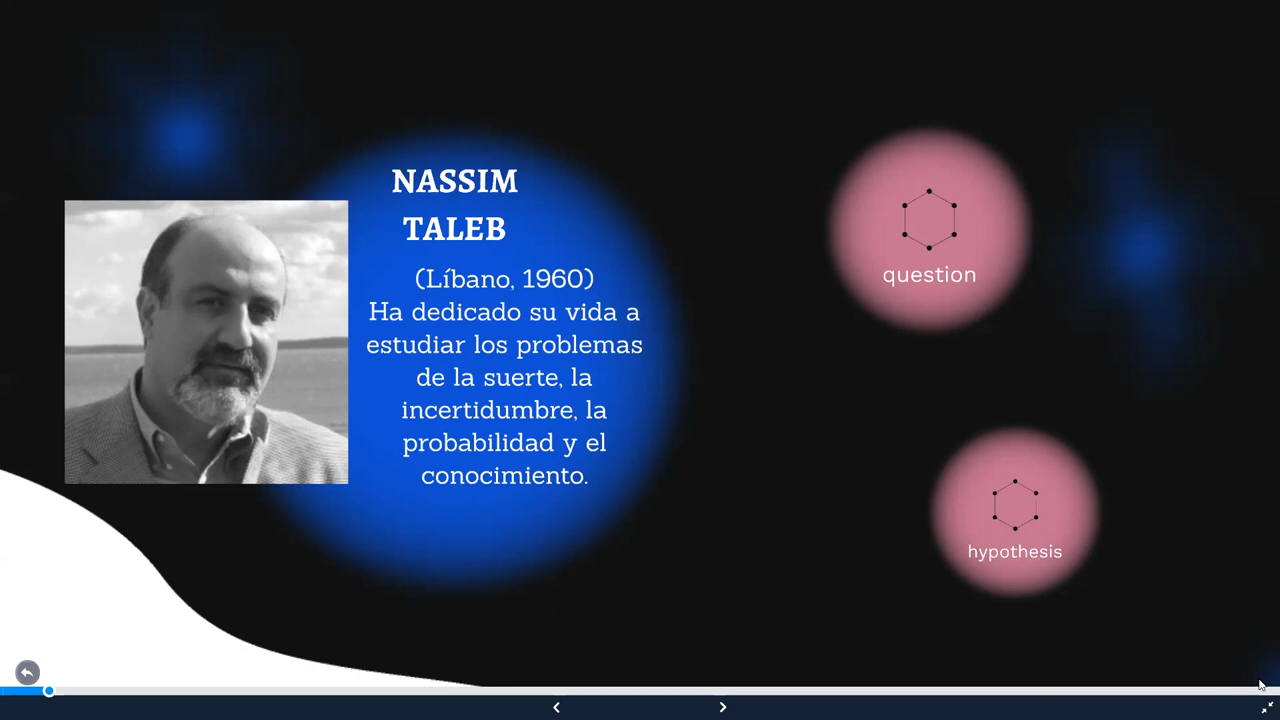 NASSIM
TALEB
(Líbano, 1960)
Ha dedicado su vida a
estudiar los problemas
de la suerte, la
incertidumbre, la
probabilidad y el
conocimiento.
question
hypothesis